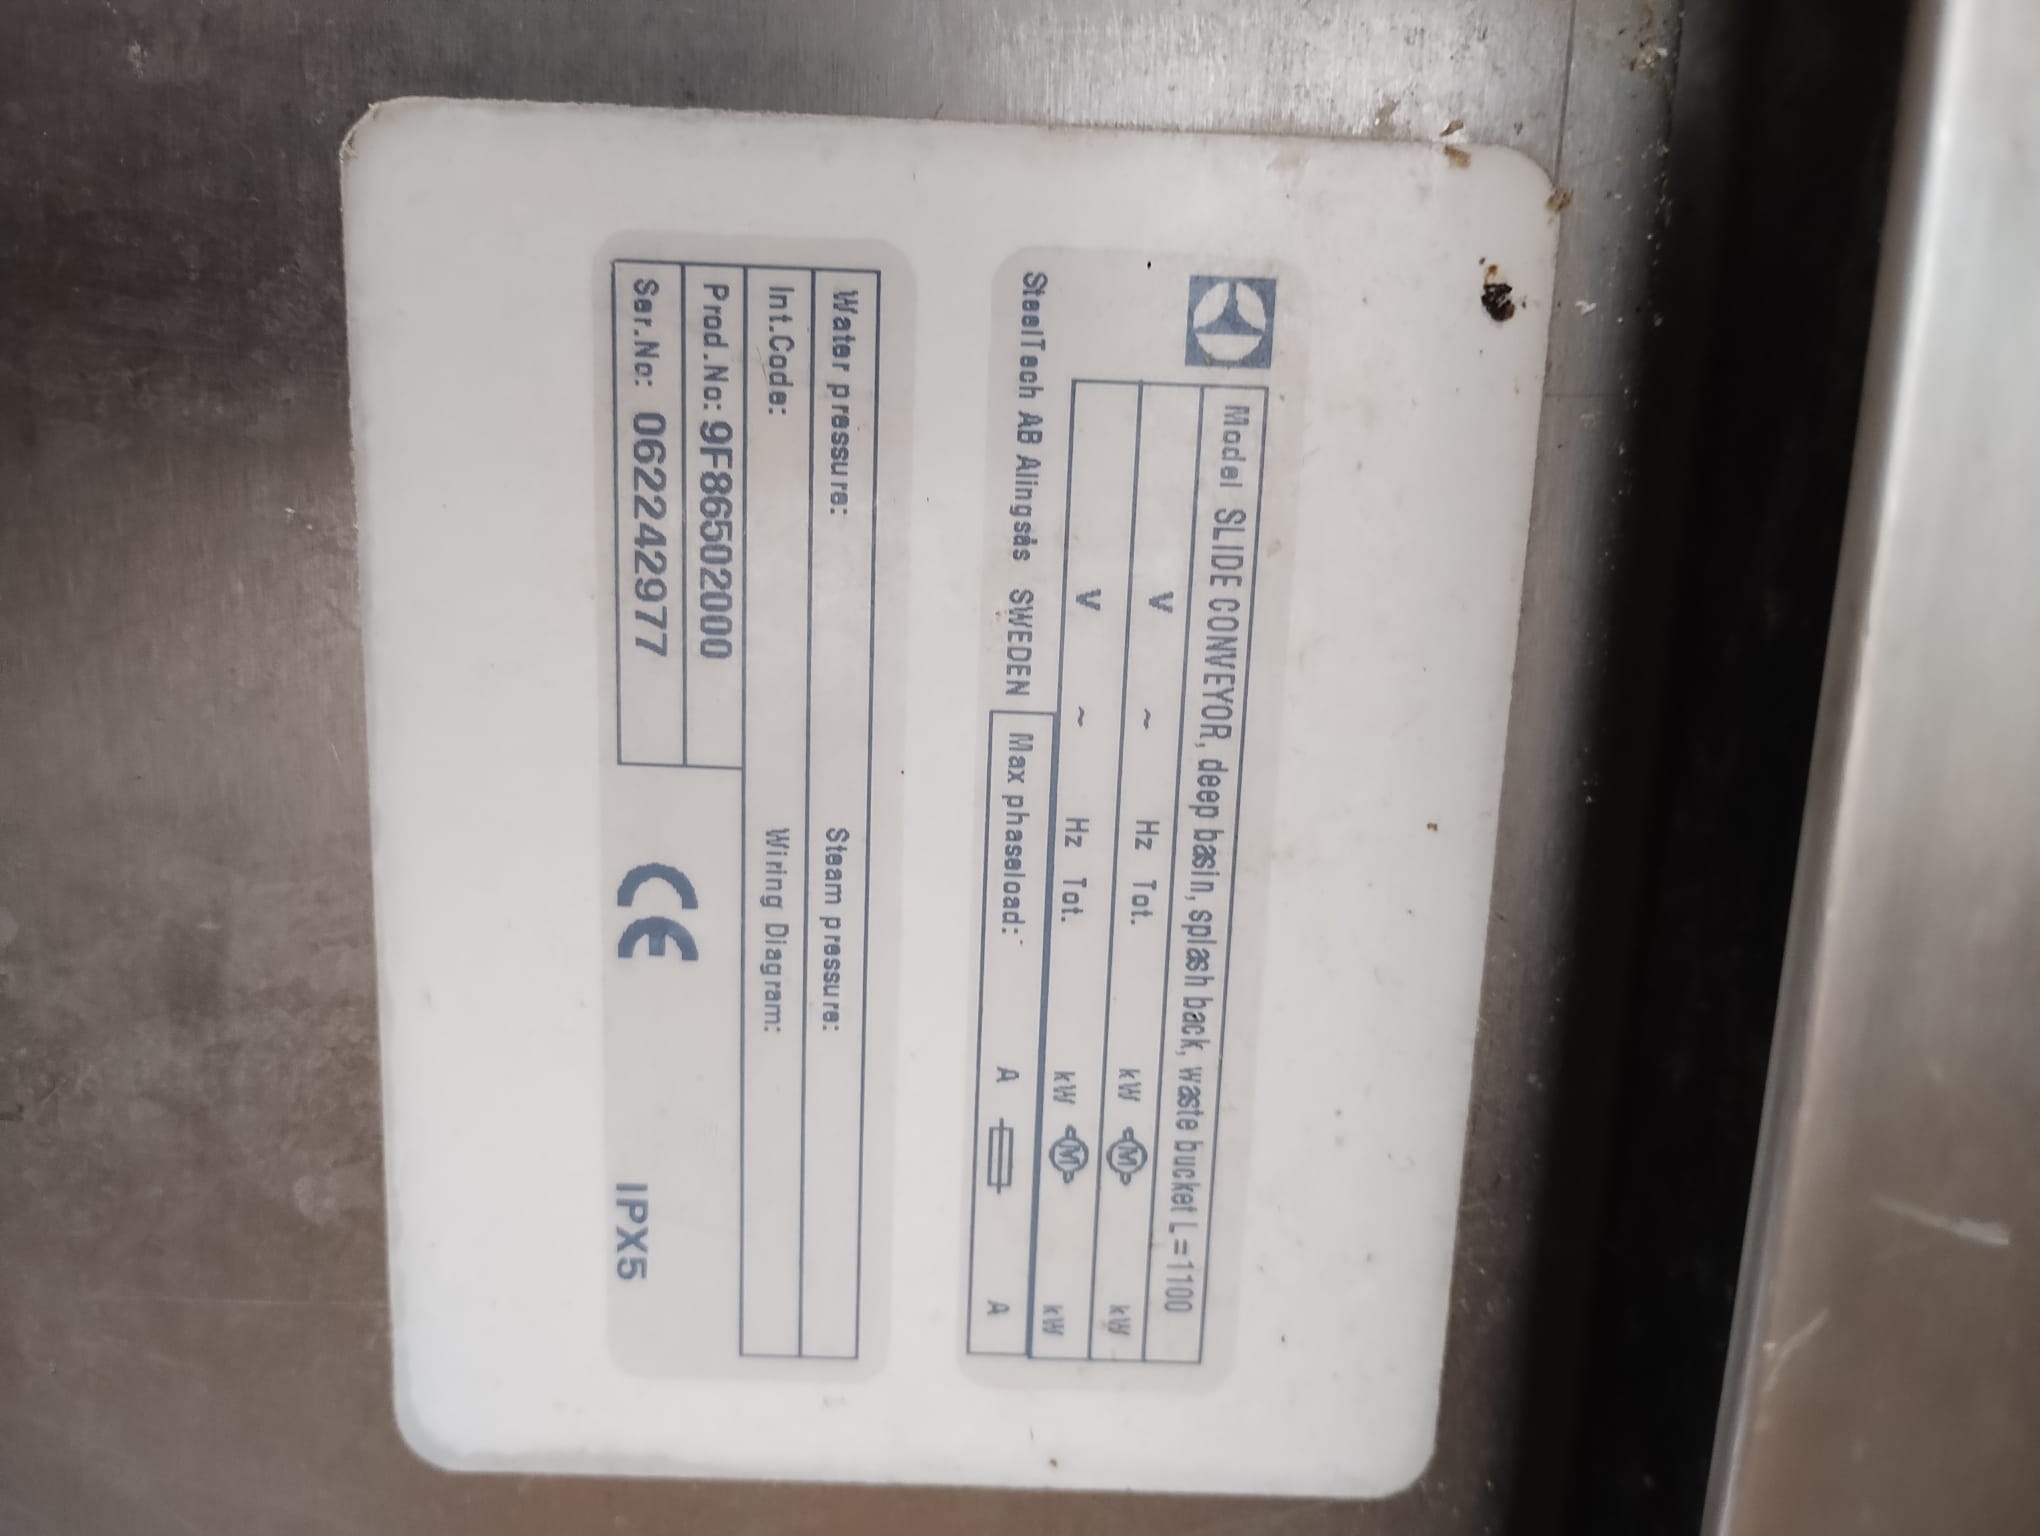 Model SLIDE CONVEYOR, deep basin, splash back, waste bucket L=1100
V ~ Hz Tot. kW M kW
V ~ Hz Tot. kW M kW
SteelTech AB Alingsås SWEDEN Max phaseload: A A
Water pressure: Steam pressure:
Int.Code: Wiring Diagram:
Prod.No: 9F86502000
Ser.No: 062242977
CE IPX5